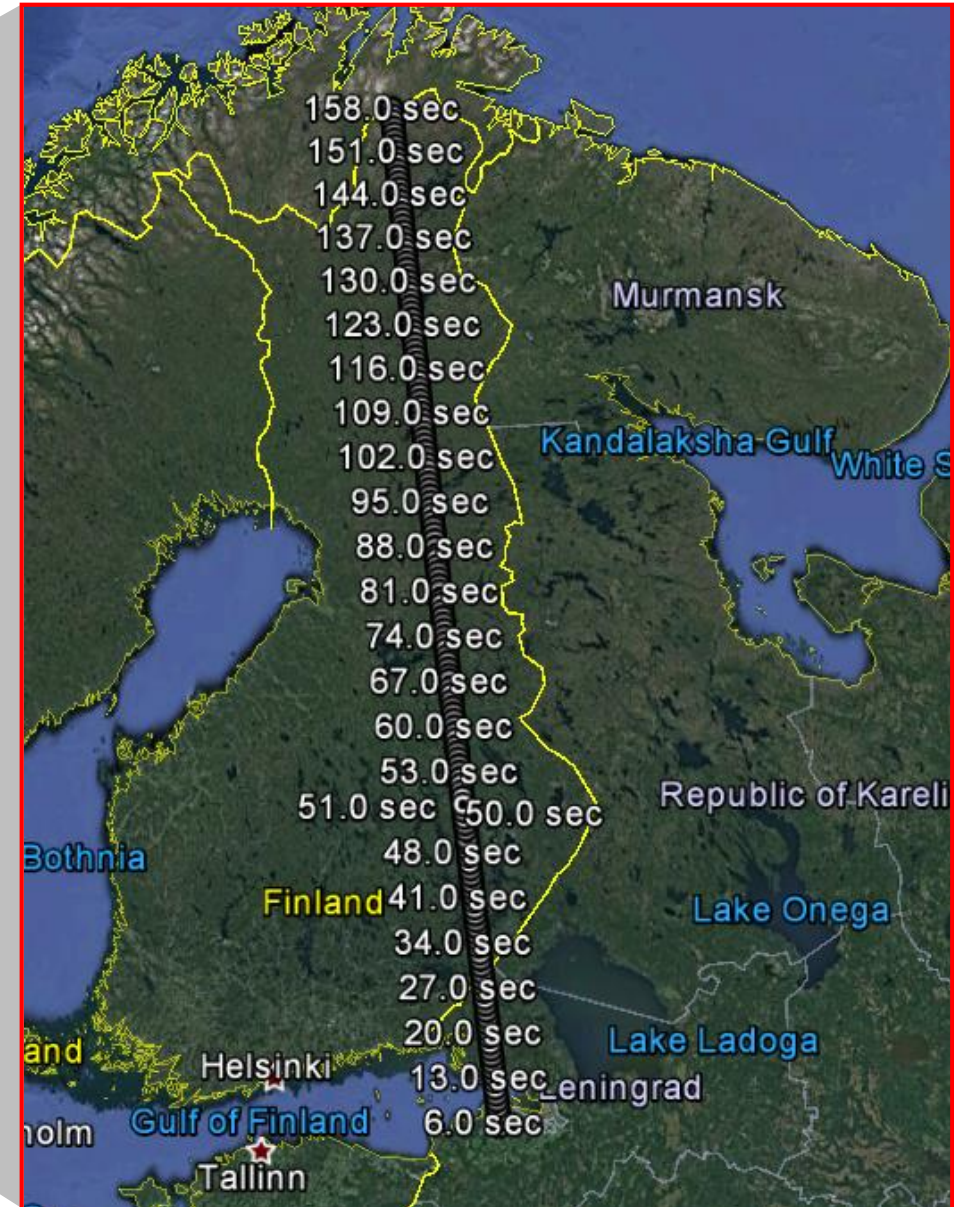 158.0 sec
151.0 sec
144.0 sec
137.0 sec
130.0 sec
Murmansk
123.0 sec
116.0 sec
109.0 sec
Kandalaksha Gulf
102.0 sec
White S
95.0 sec
88.0 sec
81.0 sec
74.0 sec
67.0 sec
60.0 sec
53.0 sec
Republic of Kareli
51.0 sec
50.0 sec
48.0 sec
Bothnia
Finland
41.0 sec
Lake Onega
34.0 sec
27.0 sec
20.0 sec
Lake Ladoga
and
Helsinki
13.0 sec
Leningrad
Gulf of Finland
6.0 sec
holm
Tallinn